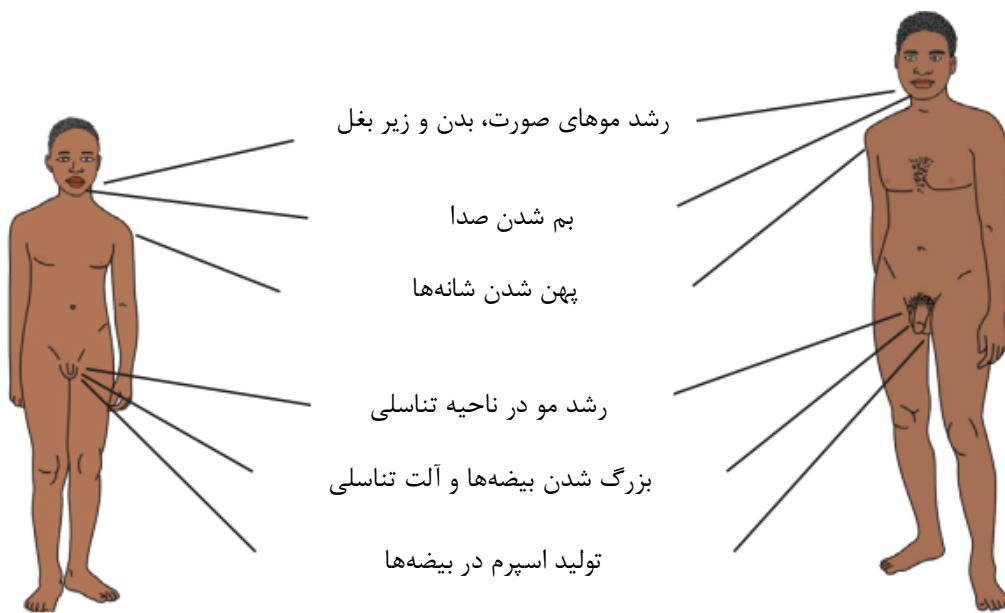 رشد موهای صورت، بدن و زیر بغل
بم شدن صدا
پهن شدن شانه‌ها
رشد مو در ناحیه تناسلی
بزرگ شدن بیضه‌ها و آلت تناسلی
تولید اسپرم در بیضه‌ها